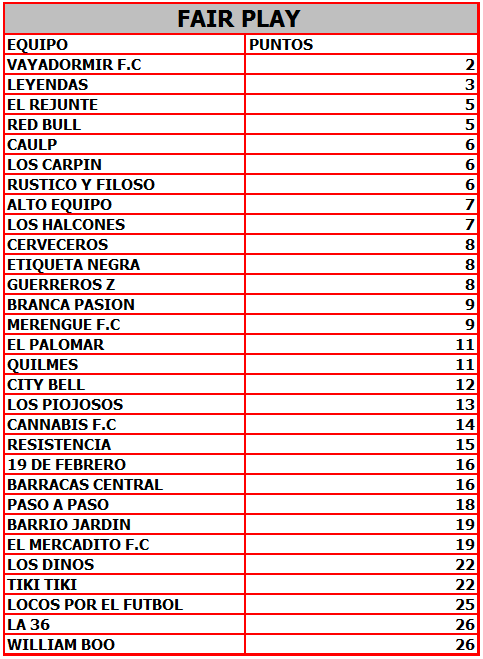 FAIR PLAY
EQUIPO PUNTOS
VAYADORMIR F.C 2
LEYENDAS 3
EL REJUNTE 5
RED BULL 5
CAULP 6
LOS CARPIN 6
RUSTICO Y FILOSO 6
ALTO EQUIPO 7
LOS HALCONES 7
CERVECEROS 8
ETIQUETA NEGRA 8
GUERREROS Z 8
BRANCA PASION 9
MERENGUE F.C 9
EL PALOMAR 11
QUILMES 11
CITY BELL 12
LOS PIOJOSOS 13
CANNABIS F.C 14
RESISTENCIA 15
19 DE FEBRERO 16
BARRACAS CENTRAL 16
PASO A PASO 18
BARRIO JARDIN 19
EL MERCADITO F.C 19
LOS DINOS 22
TIKI TIKI 22
LOCOS POR EL FUTBOL 25
LA 36 26
WILLIAM BOO 26